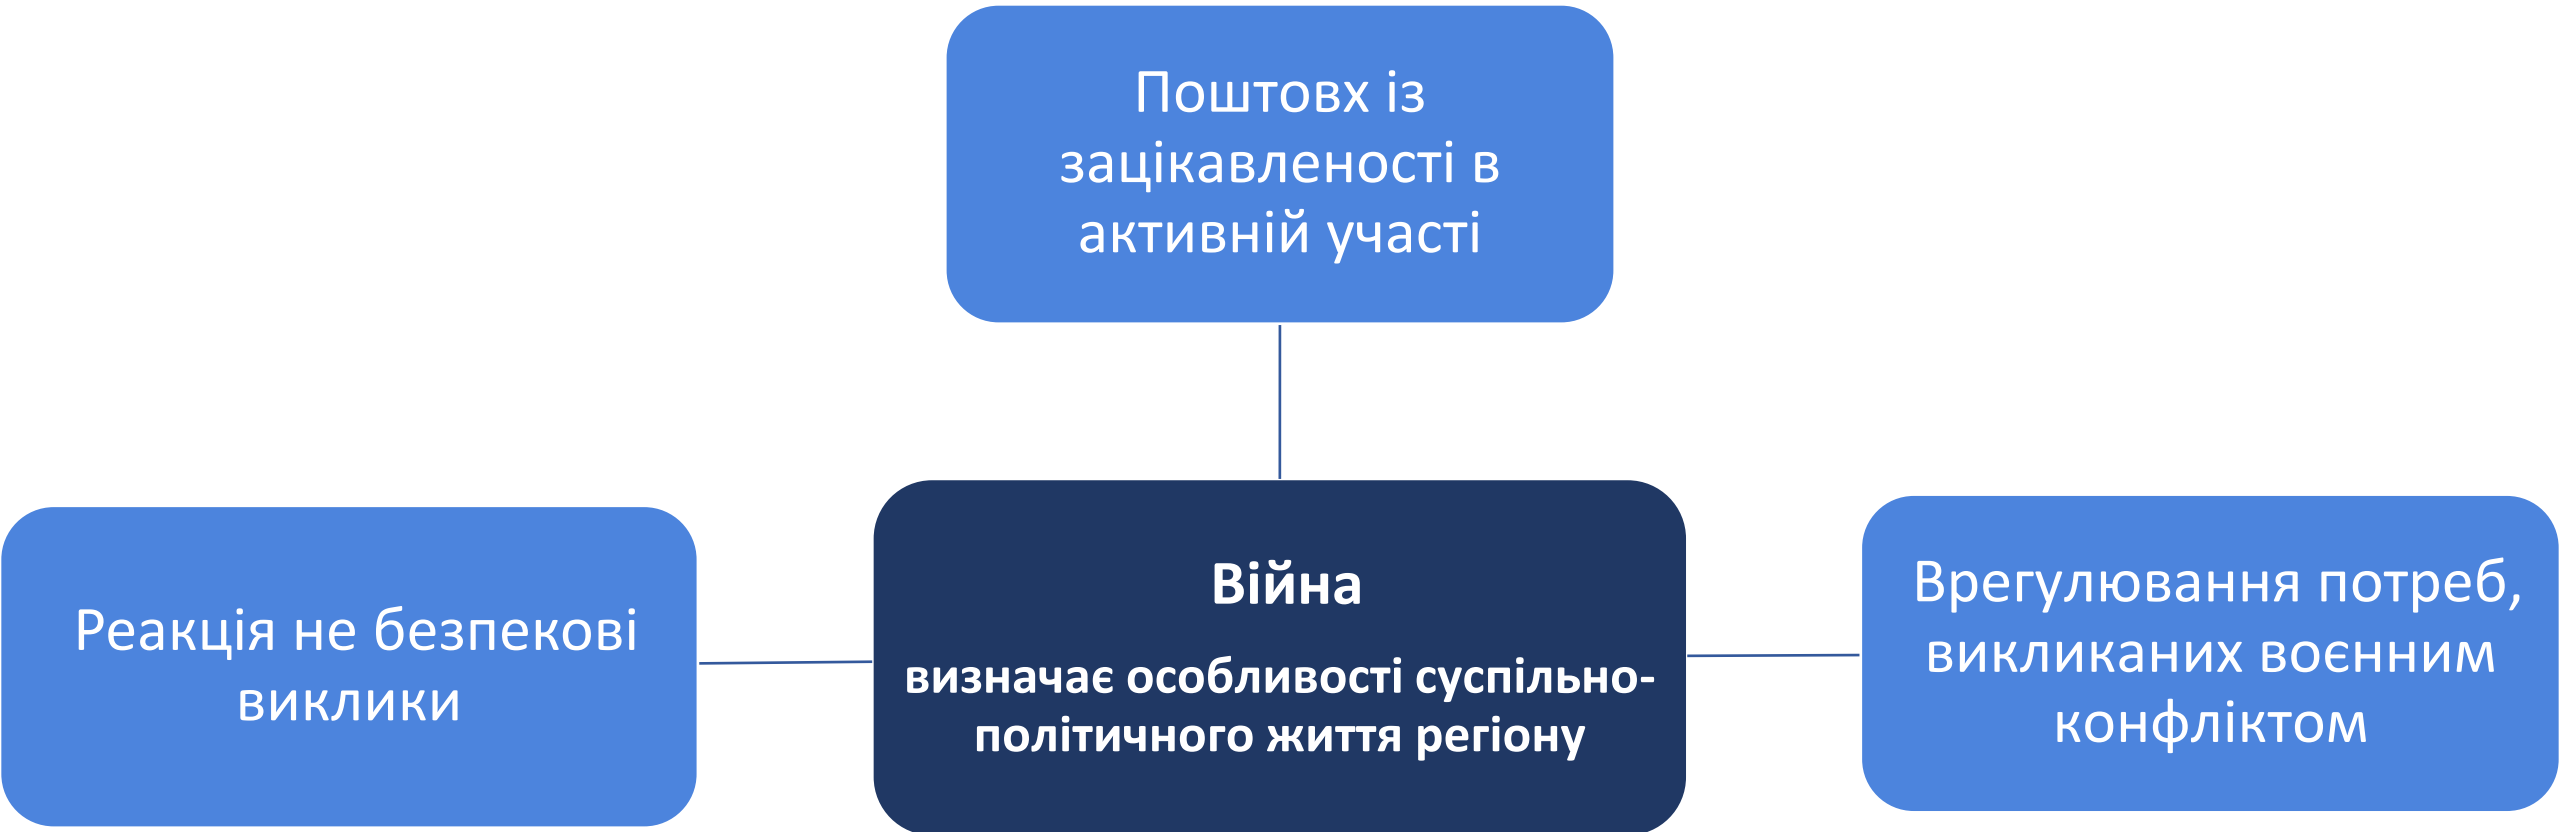 Поштовх із
зацікавленості в
активній участі
Реакція не безпекові
виклики
Війна
визначає особливості суспільно-
політичного життя регіону
Врегулювання потреб,
викликаних воєнним
конфліктом